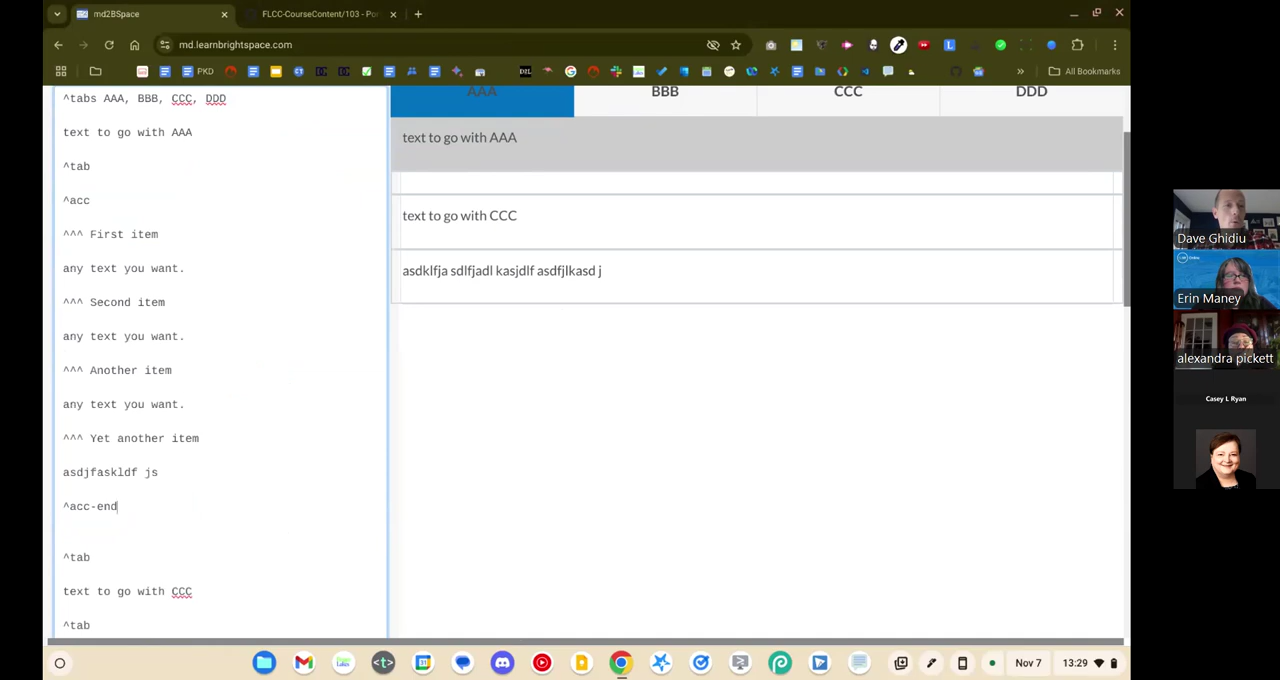 md2BSpace
FLCC-CourseContent/103 - Po
md.learnbrightspace.com
PKD
DIL
All Bookmarks
^tabs AAA, BBB, CCC, DDD
text to go with AAA
^tab
^acc
^^^ First item
any text you want.
^^^ Second item
any text you want.
^^^ Another item
any text you want.
^^^ Yet another item
asdjfaskldf js
^acc-end
^tab
text to go with CCC
^tab
AAA BBB CCC DDD
text to go with AAA
text to go with CCC
asdklfja sdlfjadl kasjdlf asdfjlkasd j
Dave Ghidiu
Erin Maney
alexandra pickett
Casey L Ryan
Nov 7
13:29